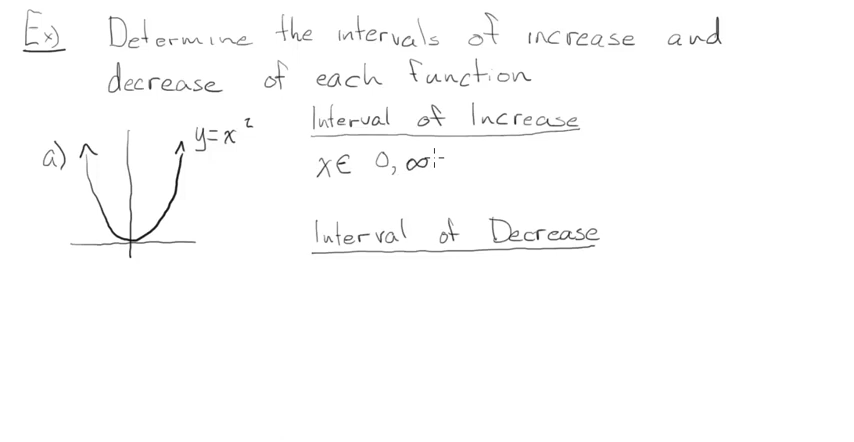 Ex) Determine the intervals of increase and
decrease of each function
Interval of Increase
a) y=x²
x∈ 0, ∞
Interval of Decrease